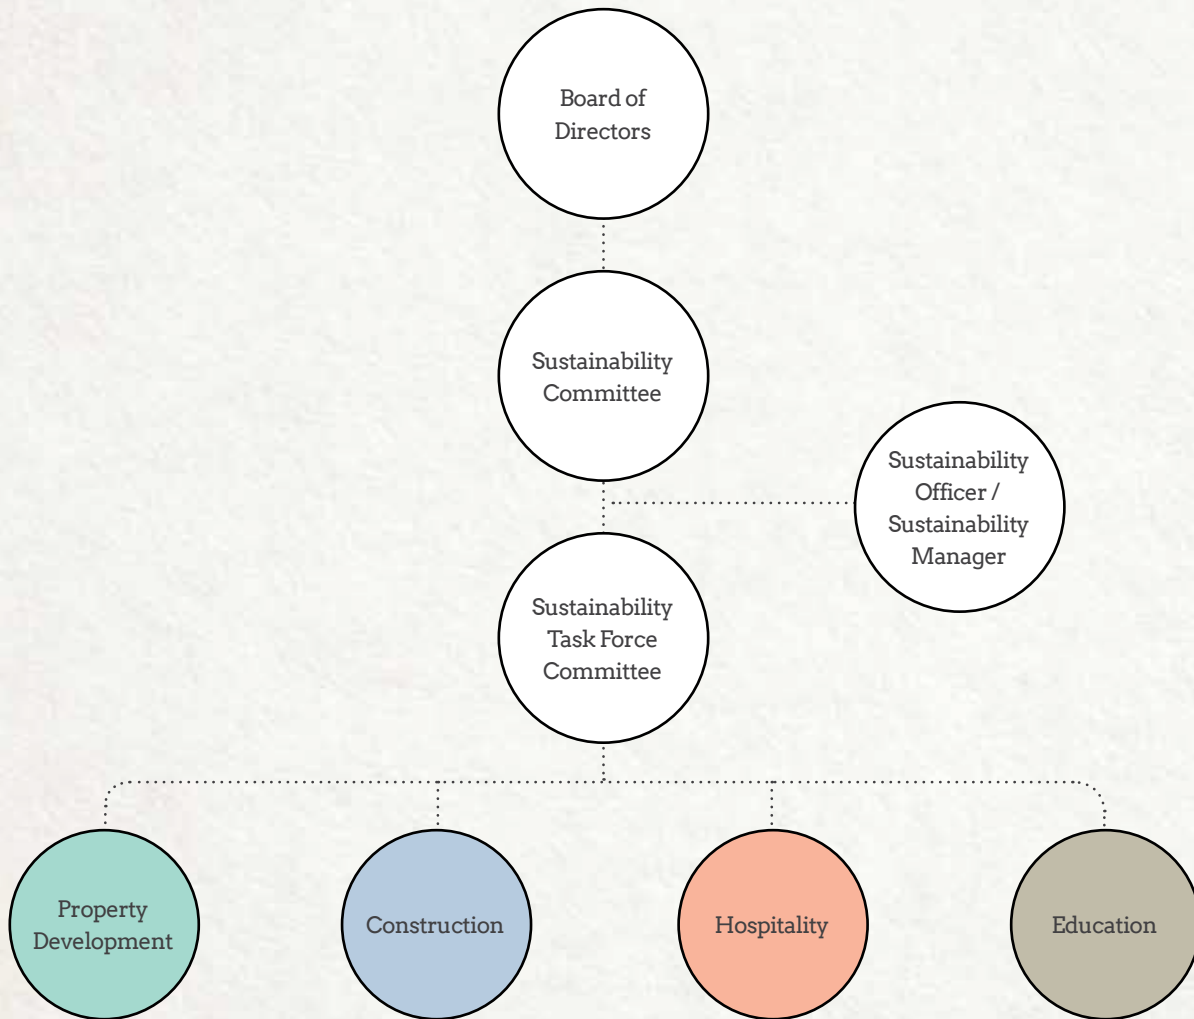 Board of
Directors
Sustainability
Committee
Sustainability
Officer /
Sustainability
Manager
Sustainability
Task Force
Committee
Property
Development
Construction
Hospitality
Education